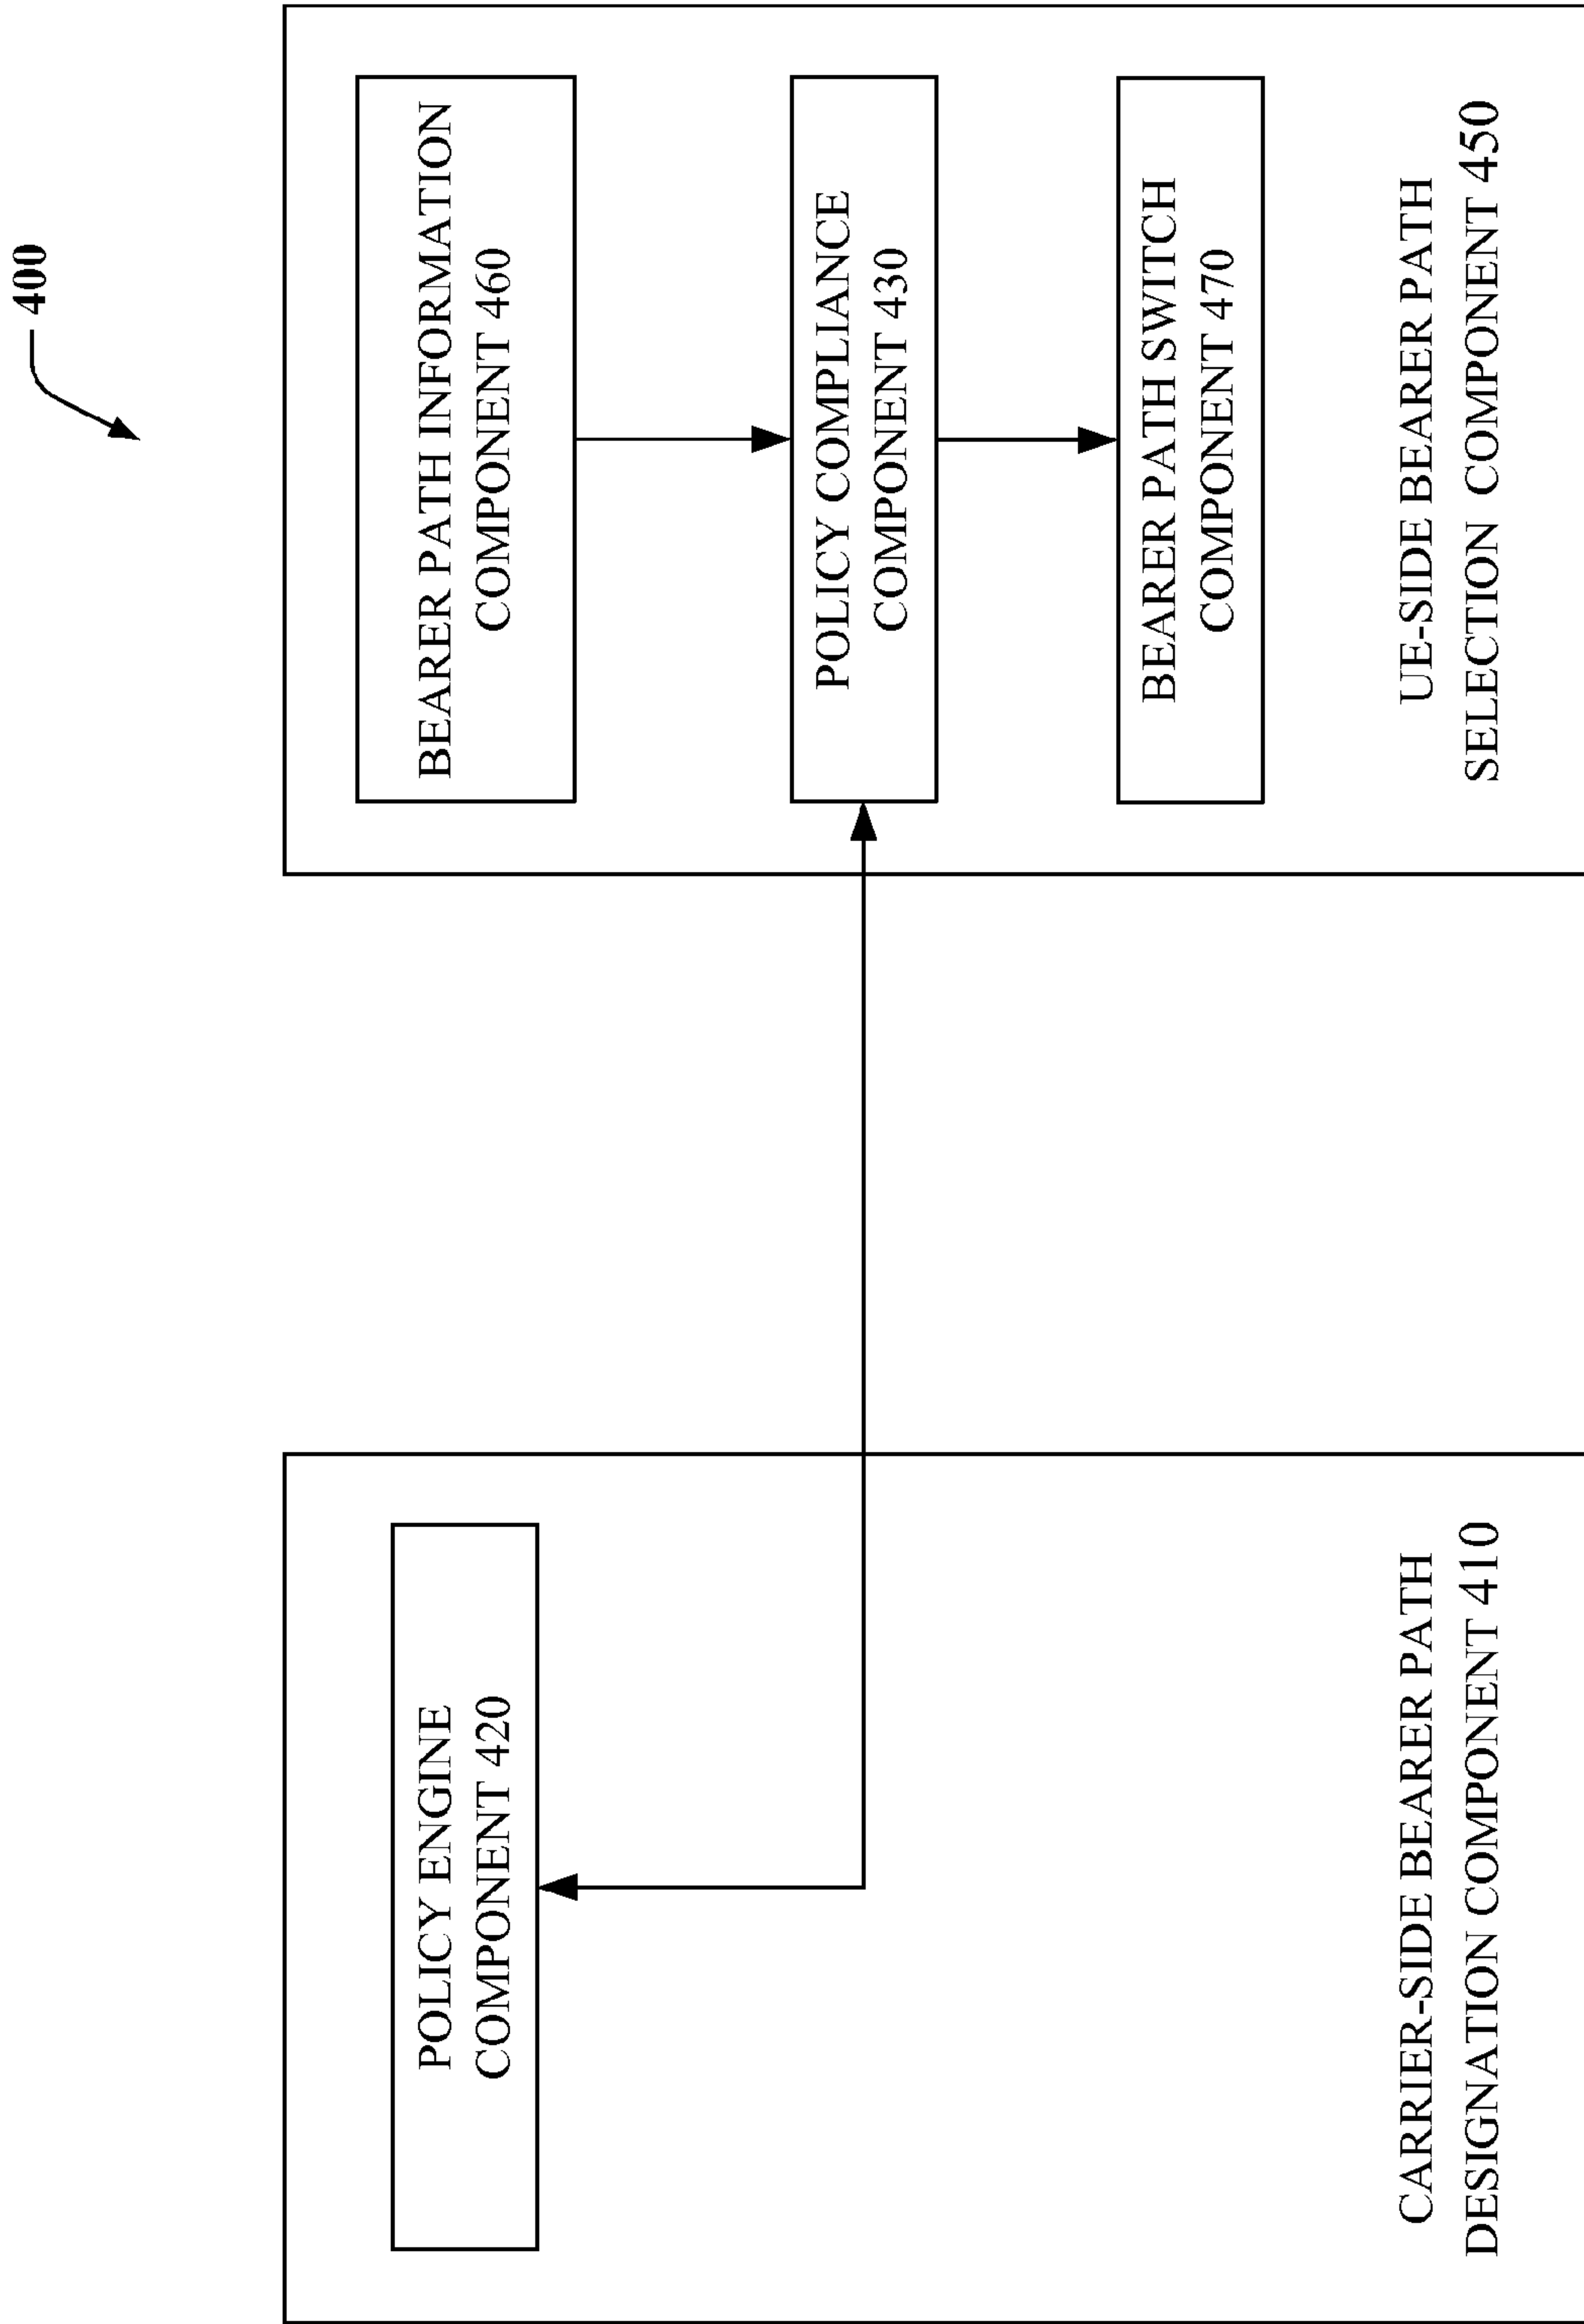 400
POLICY ENGINE
COMPONENT 420
CARRIER-SIDE BEARER PATH
DESIGNATION COMPONENT 410
BEARER PATH INFORMATION
COMPONENT 460
POLICY COMPLIANCE
COMPONENT 430
BEARER PATH SWITCH
COMPONENT 470
UE-SIDE BEARER PATH
SELECTION COMPONENT 450